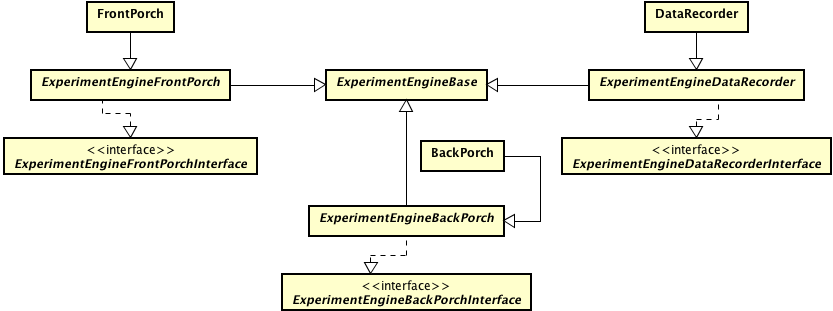 FrontPorch
DataRecorder
ExperimentEngineFrontPorch
ExperimentEngineBase
ExperimentEngineDataRecorder
<<interface>>
ExperimentEngineFrontPorchInterface
BackPorch
<<interface>>
ExperimentEngineDataRecorderInterface
ExperimentEngineBackPorch
<<interface>>
ExperimentEngineBackPorchInterface